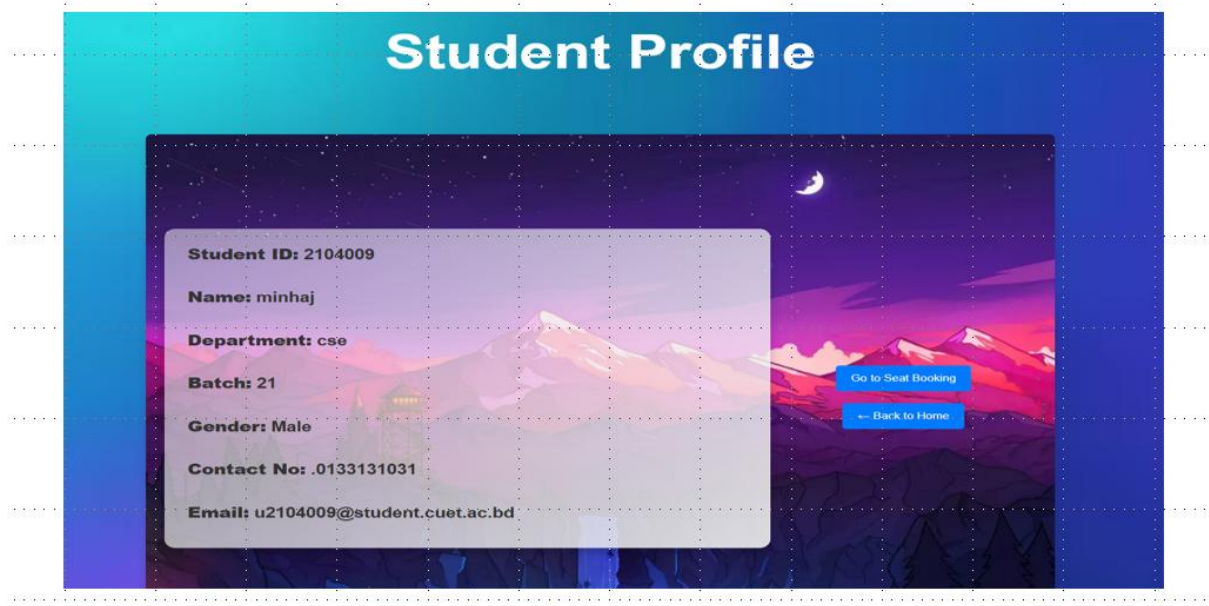 Student Profile
Student ID: 2104009
Name: minhaj
Department: cse
Batch: 21
Gender: Male
Contact No: .0133131031
Email: u2104009@student.cuet.ac.bd
Go to Seat Booking
← Back to Home